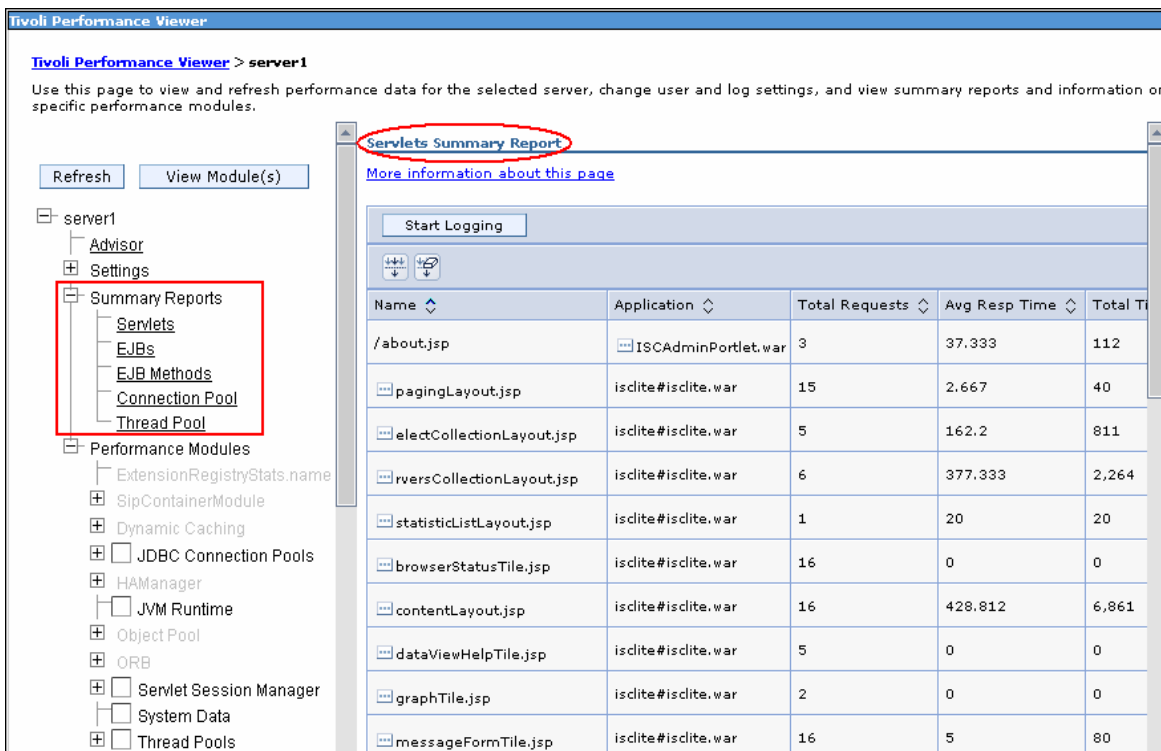 Tivoli Performance Viewer
Tivoli Performance Viewer > server1
Use this page to view and refresh performance data for the selected server, change user and log settings, and view summary reports and information
specific performance modules.
Refresh
View Module(s)
server1
Advisor
Settings
Summary Reports
Servlets
EJBs
EJB Methods
Connection Pool
Thread Pool
Performance Modules
ExtensionRegistryStats.name
SipContainerModule
Dynamic Caching
JDBC Connection Pools
HAManager
JVM Runtime
Object Pool
ORB
Servlet Session Manager
System Data
Thread Pools
Servlets Summary Report
More information about this page
Start Logging
Name Application Total Requests Avg Resp Time Total
/about.jsp ISCAdminPortlet.war 3 37.333 112
pagingLayout.jsp isclite#isclite.war 15 2.667 40
electCollectionLayout.jsp isclite#isclite.war 5 162.2 811
rversCollectionLayout.jsp isclite#isclite.war 6 377.333 2,264
statisticListLayout.jsp isclite#isclite.war 1 20 20
browserStatusTile.jsp isclite#isclite.war 16 0 0
contentLayout.jsp isclite#isclite.war 16 428.812 6,861
dataViewHelpTile.jsp isclite#isclite.war 5 0 0
graphTile.jsp isclite#isclite.war 2 0 0
messageFormTile.jsp isclite#isclite.war 16 5 80